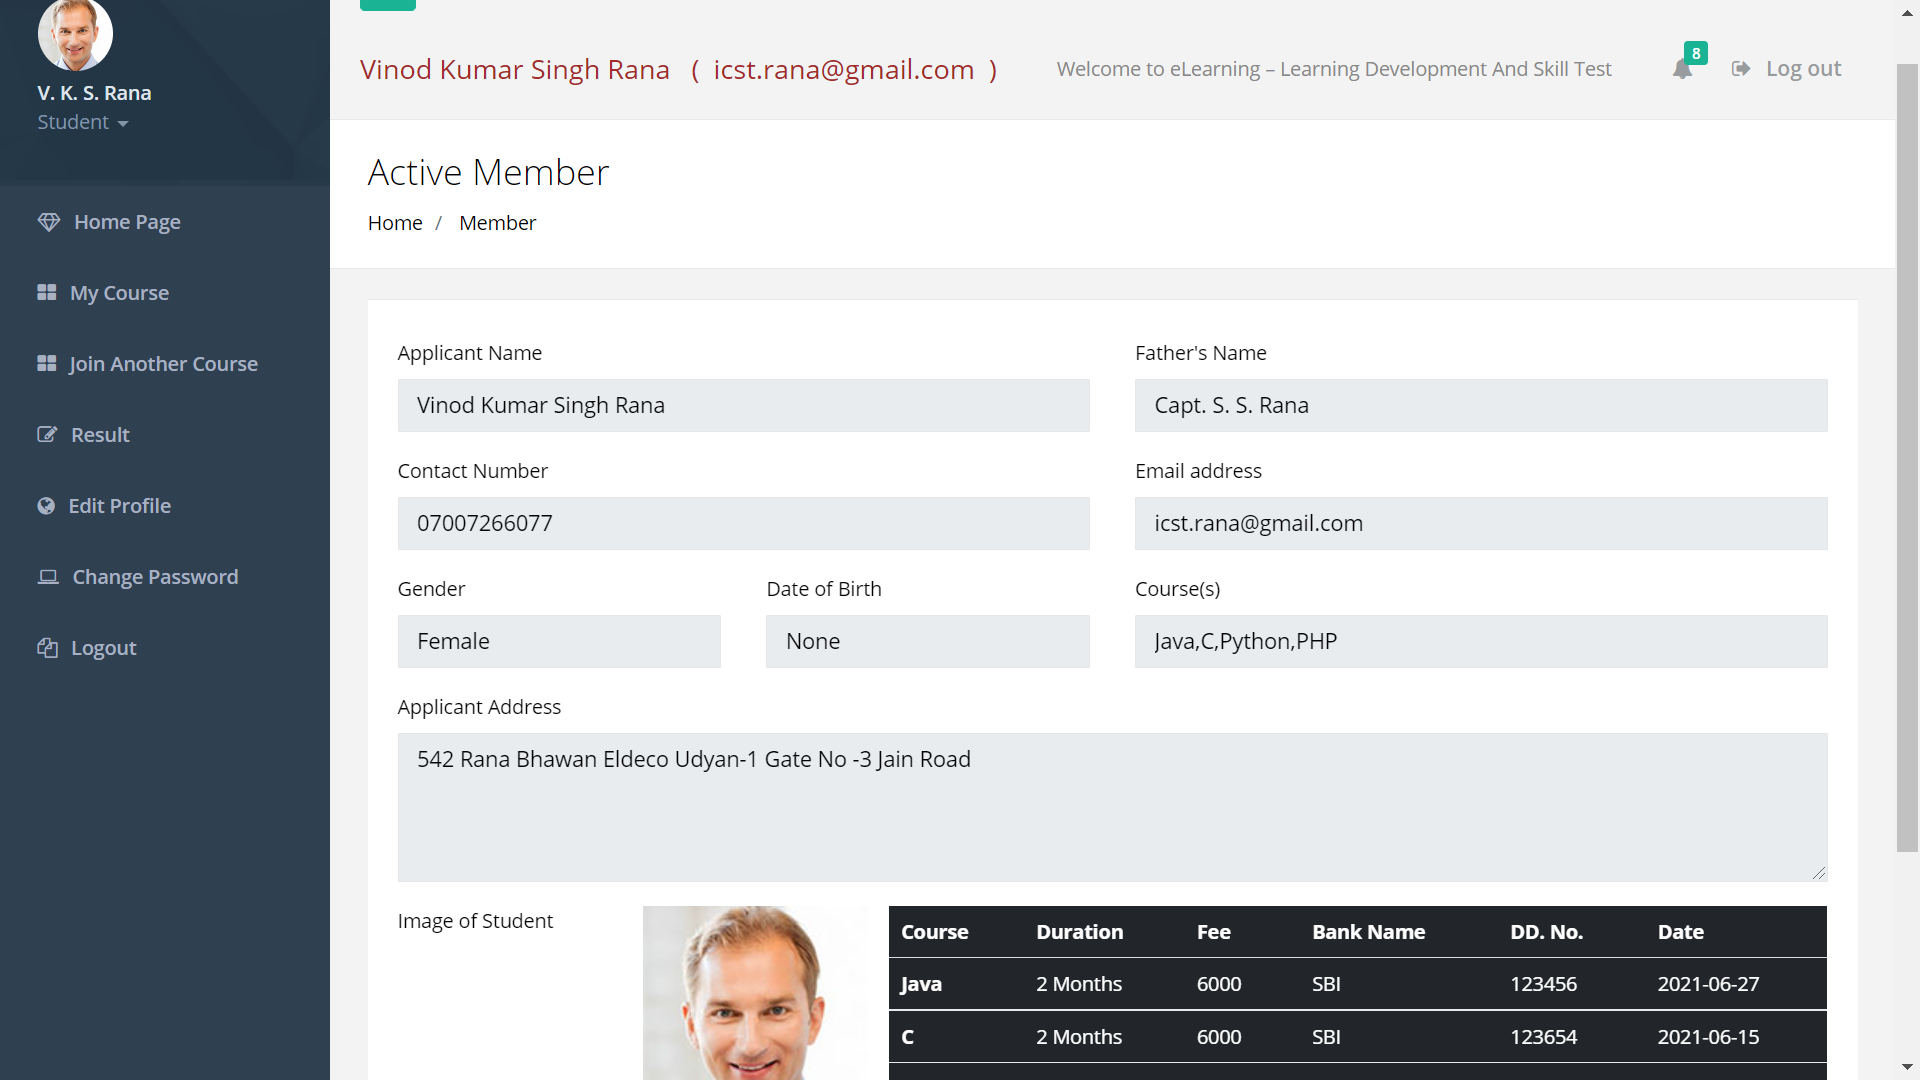 V. K. S. Rana
Student
Home Page
My Course
Join Another Course
Result
Edit Profile
Change Password
Logout
Vinod Kumar Singh Rana ( icst.rana@gmail.com )
Welcome to eLearning – Learning Development And Skill Test
8
Log out
Active Member
Home / Member
Applicant Name
Vinod Kumar Singh Rana
Father's Name
Capt. S. S. Rana
Contact Number
07007266077
Email address
icst.rana@gmail.com
Gender
Female
Date of Birth
None
Course(s)
Java,C,Python,PHP
Applicant Address
542 Rana Bhawan Eldeco Udyan-1 Gate No -3 Jain Road
Image of Student
Course Duration Fee Bank Name DD. No. Date
Java 2 Months 6000 SBI 123456 2021-06-27
C 2 Months 6000 SBI 123654 2021-06-15